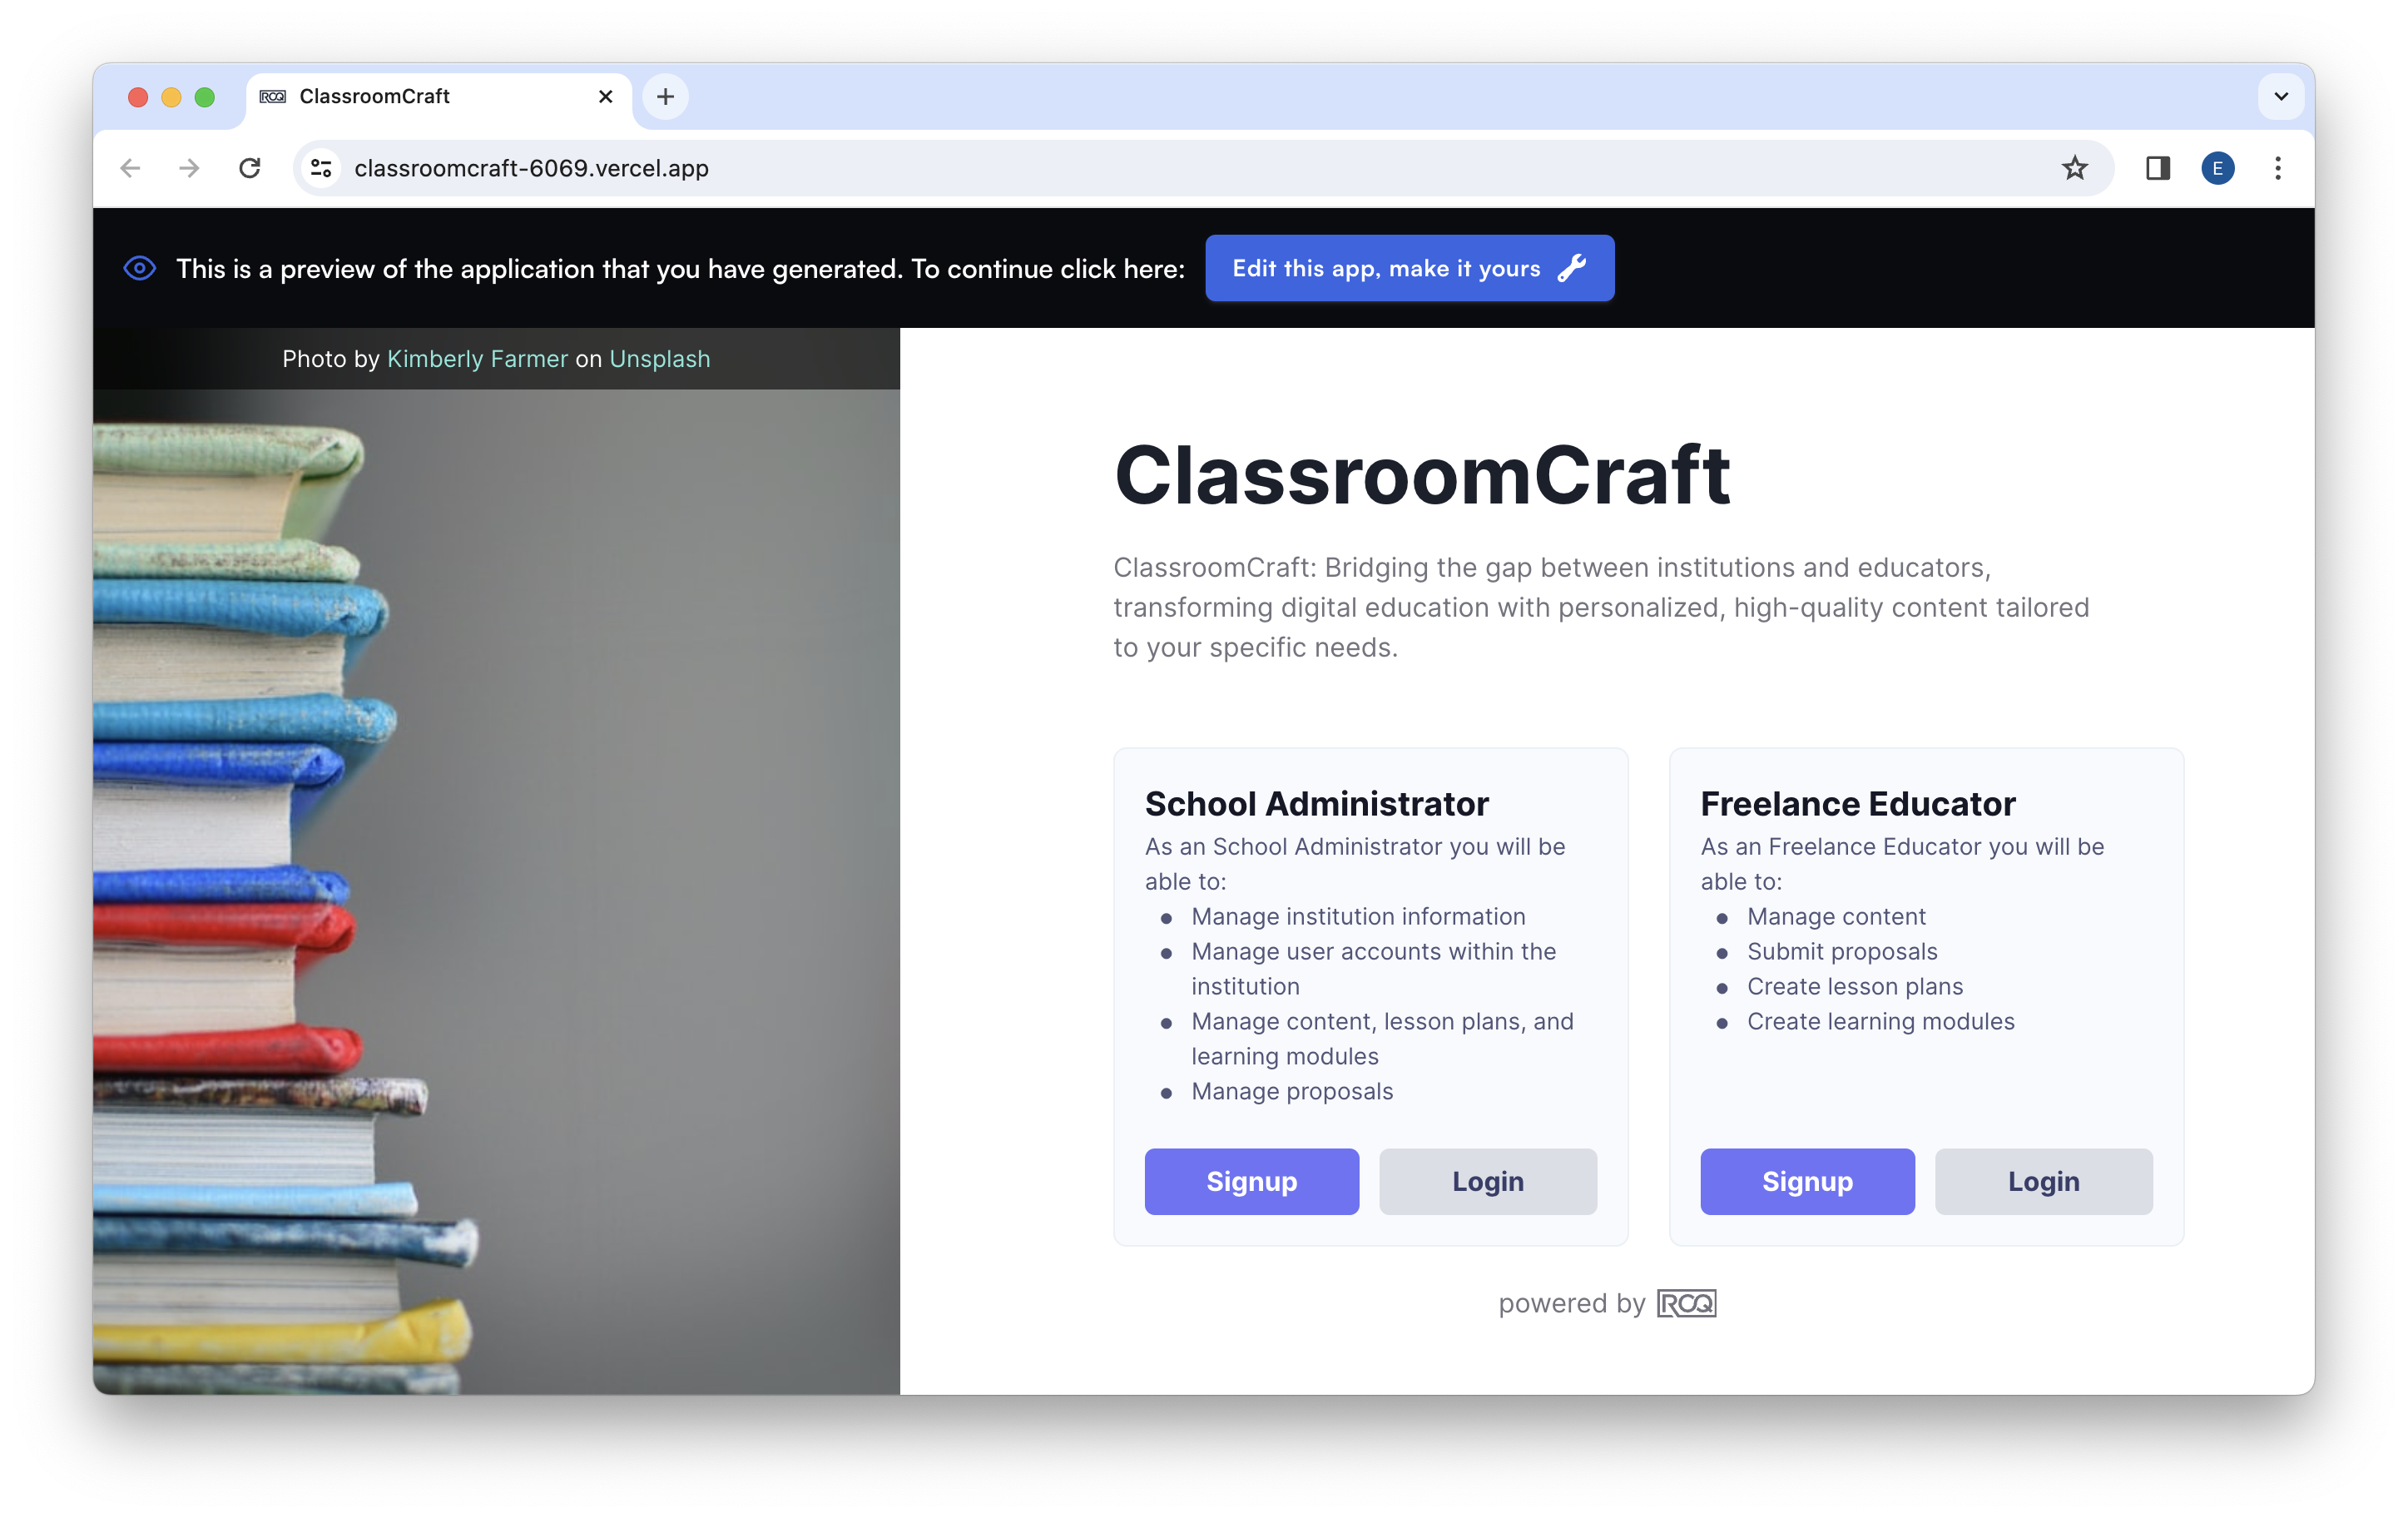 RCQ ClassroomCraft
classroomcraft-6069.vercel.app
E
This is a preview of the application that you have generated. To continue click here:
Edit this app, make it yours
Photo by Kimberly Farmer on Unsplash
ClassroomCraft
ClassroomCraft: Bridging the gap between institutions and educators,
transforming digital education with personalized, high-quality content tailored
to your specific needs.
School Administrator
As an School Administrator you will be
able to:
● Manage institution information
● Manage user accounts within the
institution
● Manage content, lesson plans, and
learning modules
● Manage proposals
Signup
Login
Freelance Educator
As an Freelance Educator you will be
able to:
● Manage content
● Submit proposals
● Create lesson plans
● Create learning modules
Signup
Login
powered by RCQ